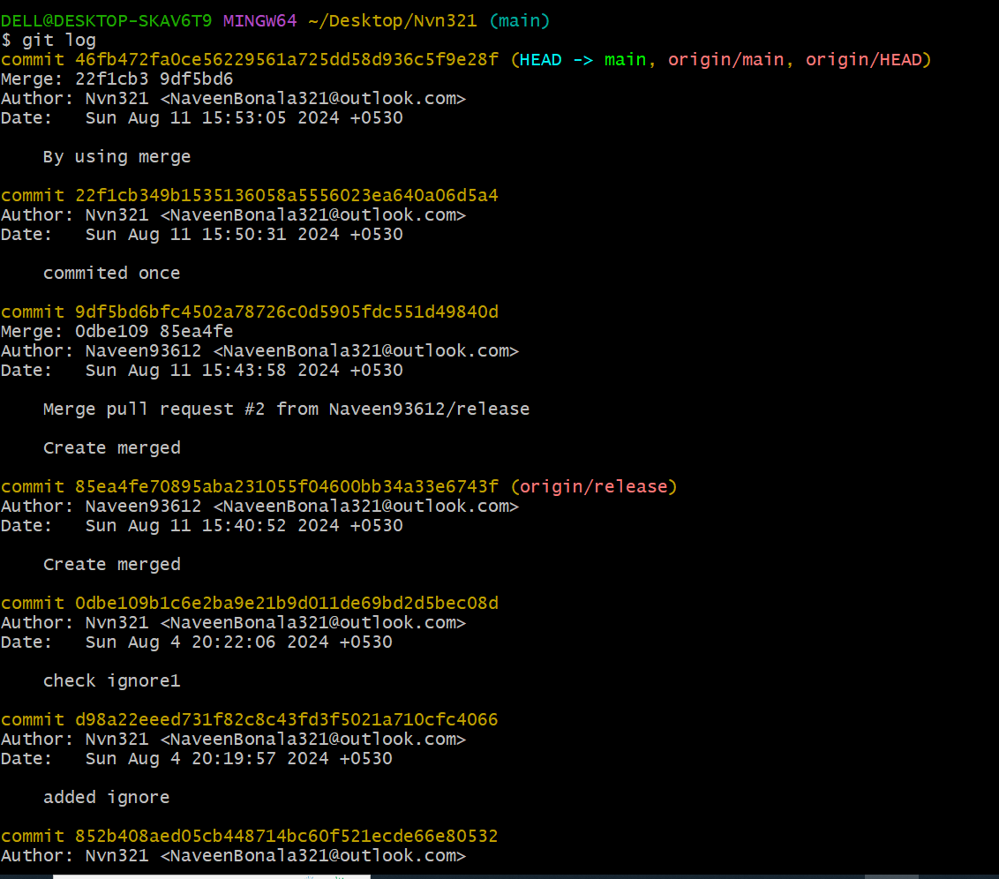 DELL@DESKTOP-SKAV6T9 MINGW64 ~/Desktop/Nvn321 (main)
$ git log
commit 46fb472fa0ce56229561a725dd58d936c5f9e28f (HEAD -> main, origin/main, origin/HEAD)
Merge: 22f1cb3 9df5bd6
Author: Nvn321 <NaveenBonala321@outlook.com>
Date:   Sun Aug 11 15:53:05 2024 +0530

    By using merge

commit 22f1cb349b1535136058a5556023ea640a06d5a4
Author: Nvn321 <NaveenBonala321@outlook.com>
Date:   Sun Aug 11 15:50:31 2024 +0530

    commited once

commit 9df5bd6bfc4502a78726c0d5905fdc551d49840d
Merge: 0dbe109 85ea4fe
Author: Naveen93612 <NaveenBonala321@outlook.com>
Date:   Sun Aug 11 15:43:58 2024 +0530

    Merge pull request #2 from Naveen93612/release

    Create merged

commit 85ea4fe70895aba231055f04600bb34a33e6743f (origin/release)
Author: Naveen93612 <NaveenBonala321@outlook.com>
Date:   Sun Aug 11 15:40:52 2024 +0530

    Create merged

commit 0dbe109b1c6e2ba9e21b9d011de69bd2d5bec08d
Author: Nvn321 <NaveenBonala321@outlook.com>
Date:   Sun Aug 4 20:22:06 2024 +0530

    check ignore1

commit d98a22eeed731f82c8c43fd3f5021a710cfc4066
Author: Nvn321 <NaveenBonala321@outlook.com>
Date:   Sun Aug 4 20:19:57 2024 +0530

    added ignore

commit 852b408aed05cb448714bc60f521ecde66e80532
Author: Nvn321 <NaveenBonala321@outlook.com>